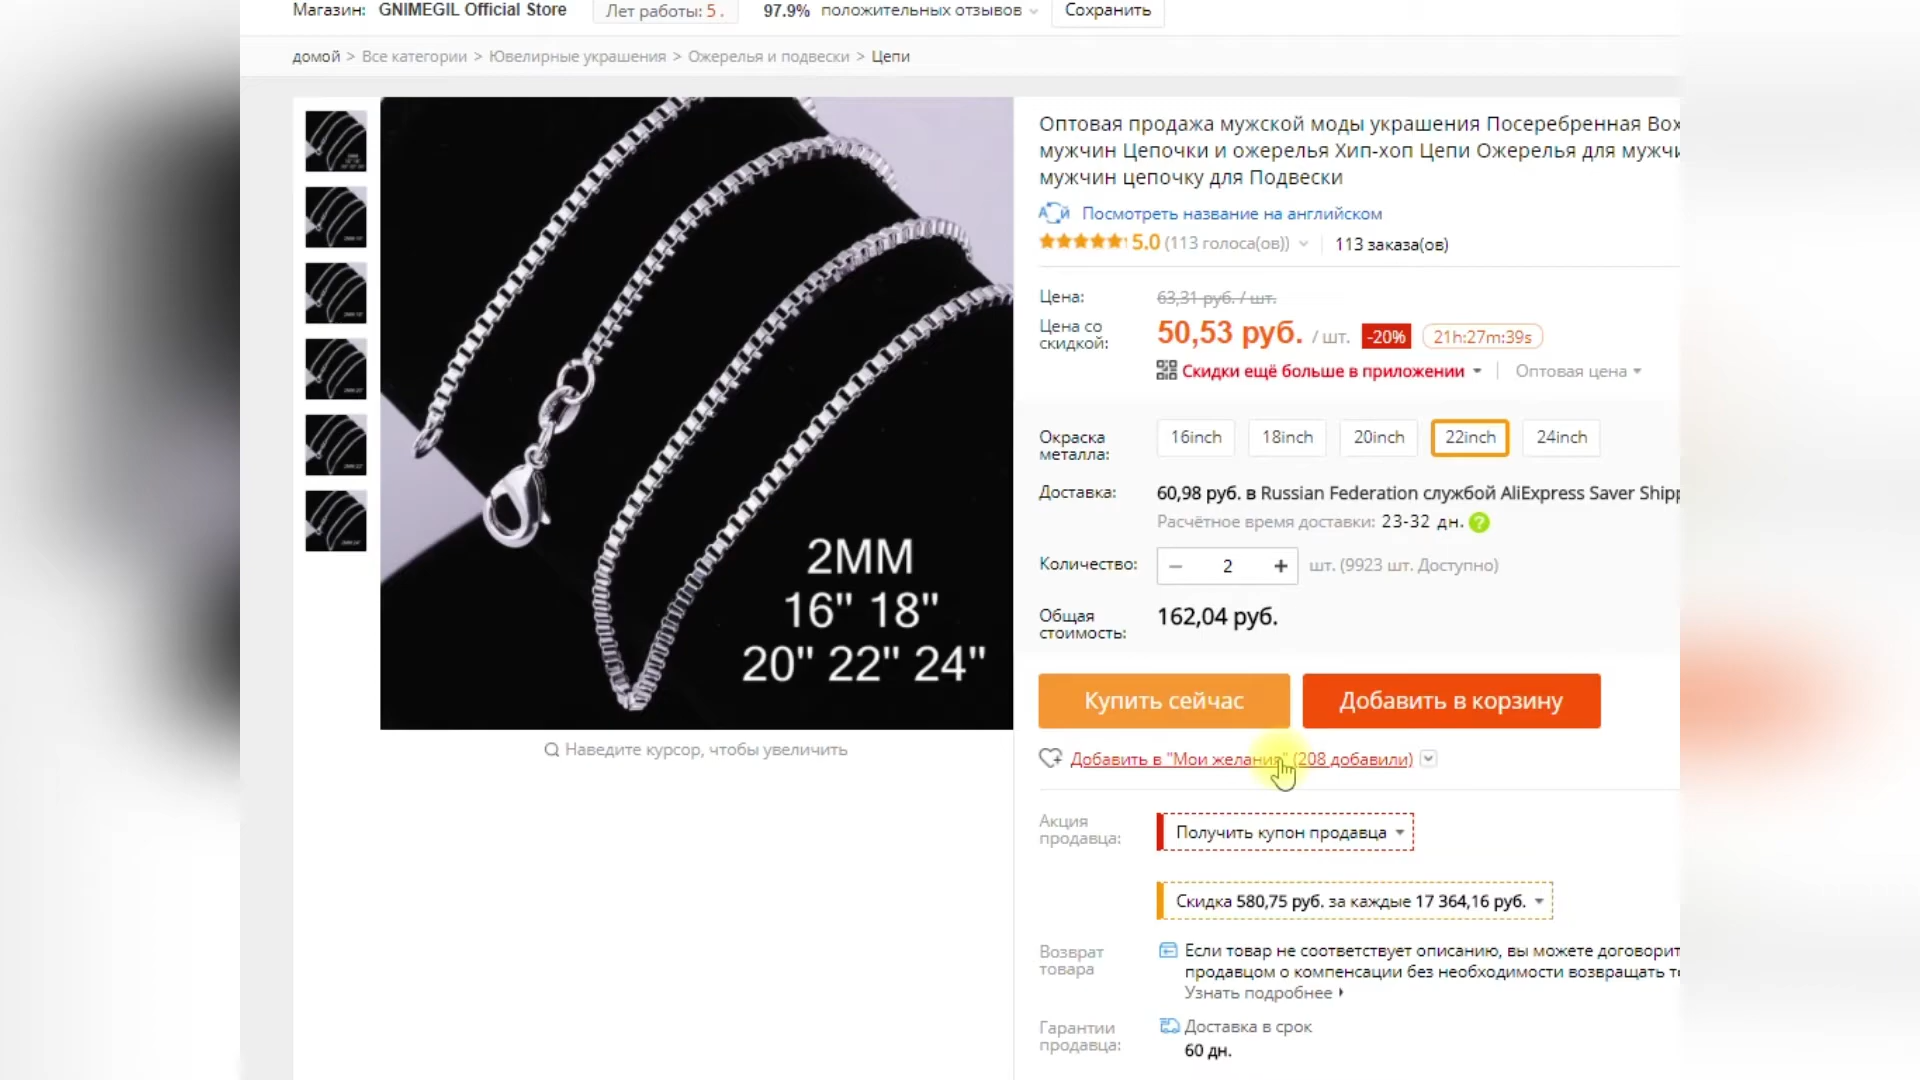 Магазин: GNIMEGIL Official Store Лет работы: 5 . 97.9% положительных отзывов Сохранить
домой > Все категории > Ювелирные украшения > Ожерелья и подвески > Цепи
Оптовая продажа мужской моды украшения Посеребренная Box
мужчин Цепочки и ожерелья Хип-хоп Цепи Ожерелья для мужчи
мужчин цепочку для Подвески
Посмотреть название на английском
5.0 (113 голоса(ов)) 113 заказа(ов)
Цена: 63,31 руб. / шт.
Цена со скидкой: 50,53 руб. / шт. -20% 21h:27m:39s
Скидки ещё больше в приложении Оптовая цена
Окраска металла: 16inch 18inch 20inch 22inch 24inch
Доставка: 60,98 руб. в Russian Federation службой AliExpress Saver Shipp
Расчётное время доставки: 23-32 дн. ?
Количество: − 2 + шт. (9923 шт. Доступно)
Общая стоимость: 162,04 руб.
2MM
16" 18"
20" 22" 24"
Купить сейчас Добавить в корзину
Наведите курсор, чтобы увеличить
Добавить в "Мои желания" (208 добавили)
Акция продавца: Получить купон продавца
Скидка 580,75 руб. за каждые 17 364,16 руб.
Возврат товара Если товар не соответствует описанию, вы можете договорит
продавцом о компенсации без необходимости возвращать т
Узнать подробнее
Гарантии продавца: Доставка в срок
60 дн.